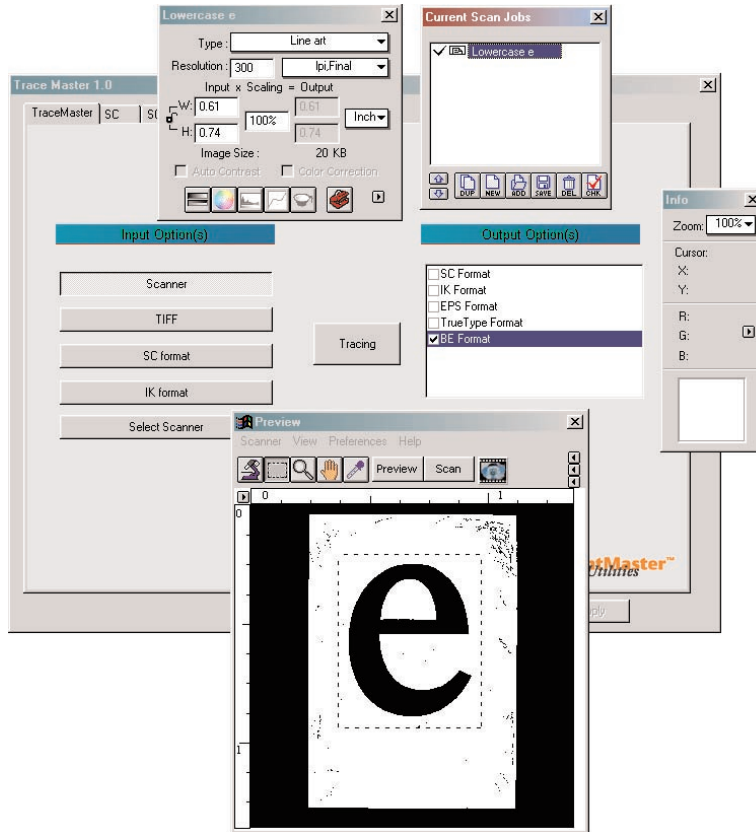 Lowercase e
Type : Line art
Resolution : 300 lpi,Final
Input x Scaling = Output
W: 0.61 100% 0.61 Inch
H: 0.74 0.74
Image Size : 20 KB
Auto Contrast Color Correction
Current Scan Jobs
Lowercase e
DUP NEW ADD SAVE DEL CHK
Trace Master 1.0
TraceMaster SC
Input Option(s)
Scanner
TIFF
SC format
IK format
Select Scanner
Tracing
Output Option(s)
SC Format
IK Format
EPS Format
TrueType Format
BE Format
Info
Zoom: 100%
Cursor:
X:
Y:
R:
G:
B:
Preview
Scanner View Preferences Help
Preview Scan
0 1
0
1
e
ntMaster™
Utilities